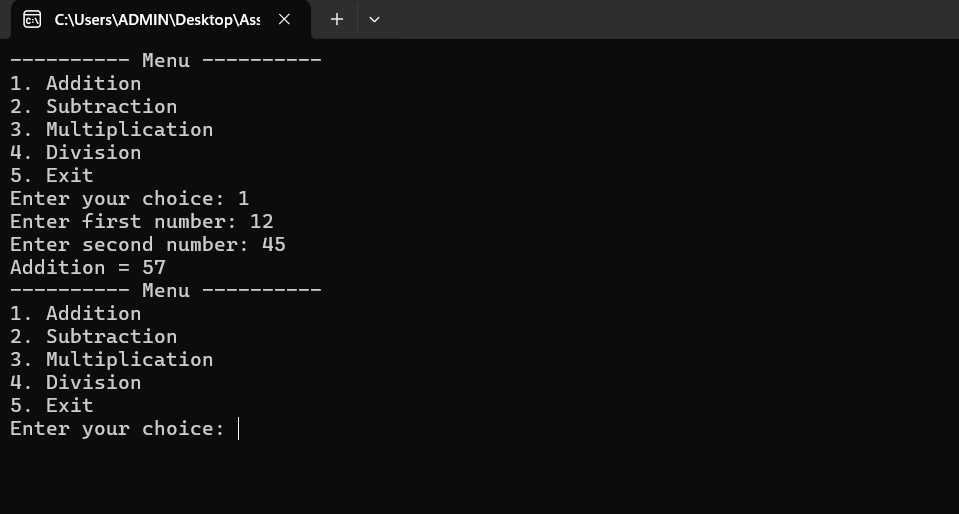 C:\Users\ADMIN\Desktop\Ass
---------- Menu ----------
1. Addition
2. Subtraction
3. Multiplication
4. Division
5. Exit
Enter your choice: 1
Enter first number: 12
Enter second number: 45
Addition = 57
---------- Menu ----------
1. Addition
2. Subtraction
3. Multiplication
4. Division
5. Exit
Enter your choice: